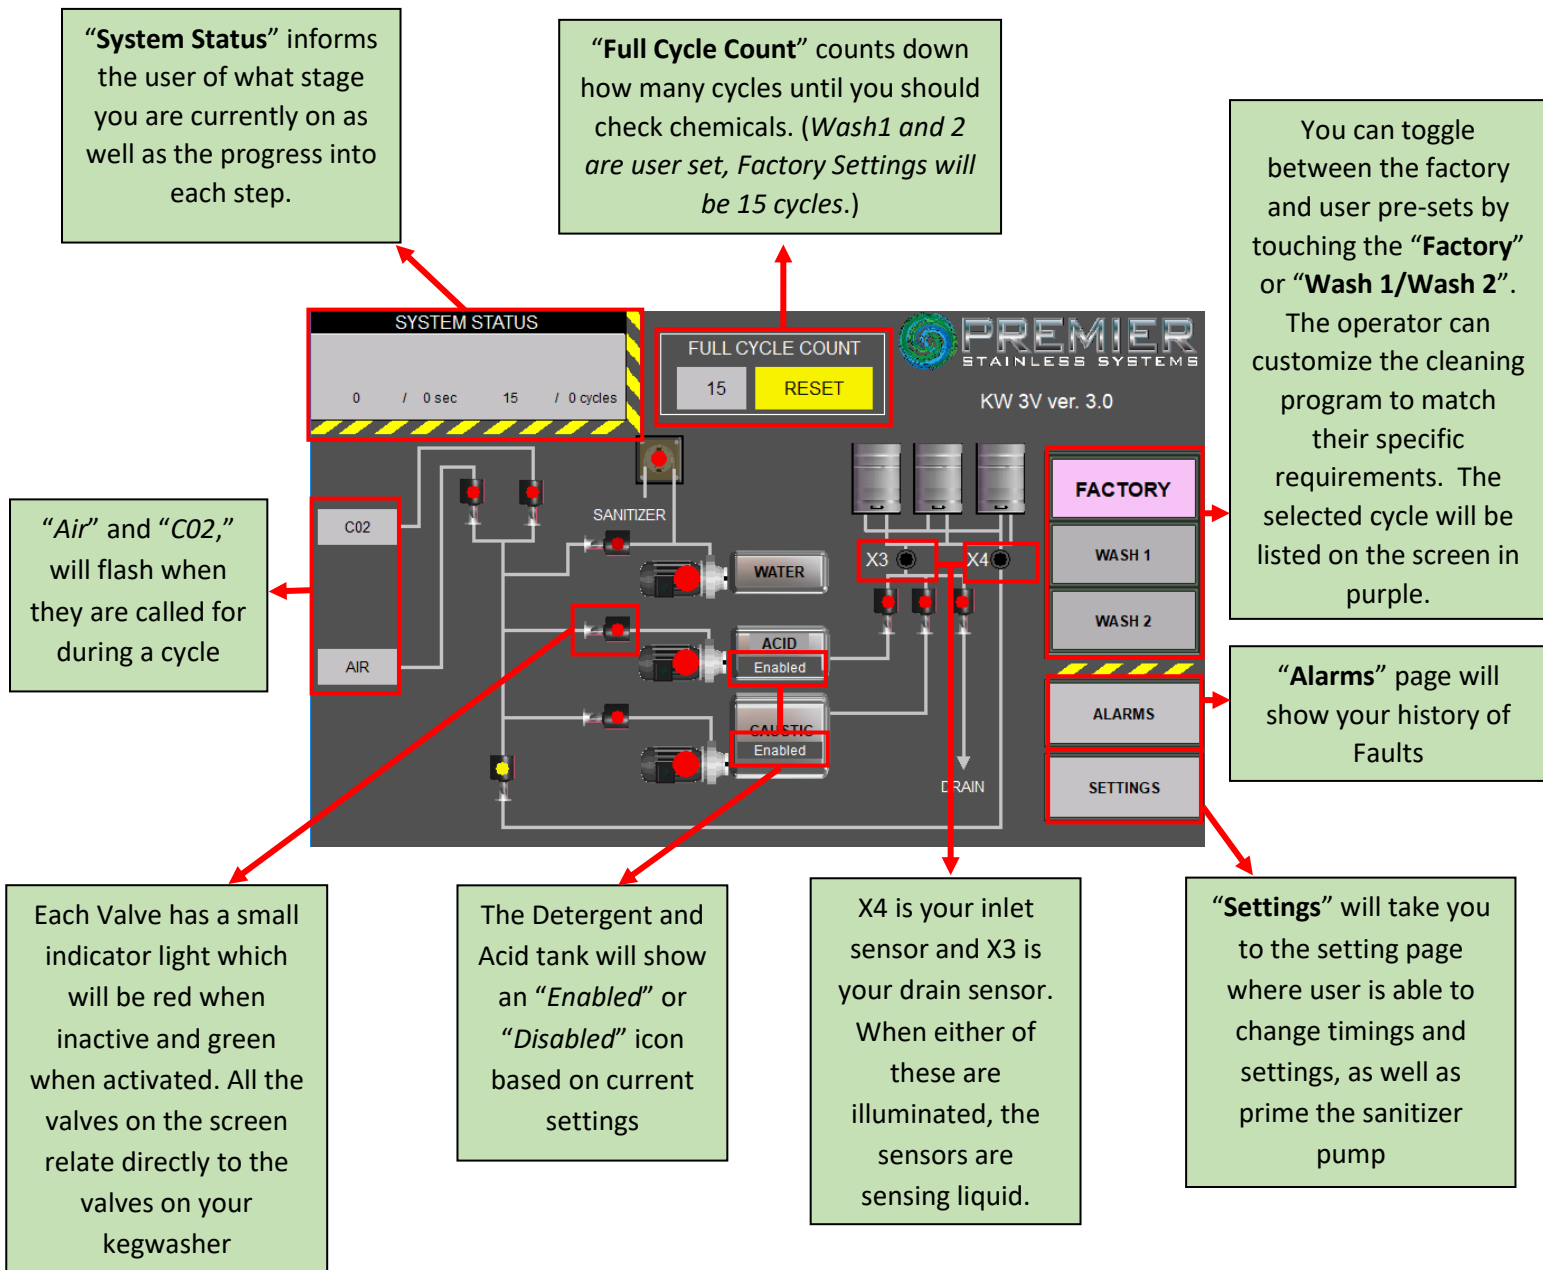 “System Status” informs
the user of what stage
you are currently on as
well as the progress into
each step.
“Full Cycle Count” counts down
how many cycles until you should
check chemicals. (Wash1 and 2
are user set, Factory Settings will
be 15 cycles.)
You can toggle
between the factory
and user pre-sets by
touching the “Factory”
or “Wash 1/Wash 2”.
The operator can
customize the cleaning
program to match
their specific
requirements. The
selected cycle will be
listed on the screen in
purple.
SYSTEM STATUS
0 / 0 sec 15 / 0 cycles
FULL CYCLE COUNT
15 RESET
PREMIER
STAINLESS SYSTEMS
KW 3V ver. 3.0
“Air” and “C02,”
will flash when
they are called for
during a cycle
C02
AIR
SANITIZER
WATER
ACID
Enabled
CAUSTIC
Enabled
X3
X4
DRAIN
FACTORY
WASH 1
WASH 2
ALARMS
SETTINGS
“Alarms” page will
show your history of
Faults
Each Valve has a small
indicator light which
will be red when
inactive and green
when activated. All the
valves on the screen
relate directly to the
valves on your
kegwasher
The Detergent and
Acid tank will show
an “Enabled” or
“Disabled” icon
based on current
settings
X4 is your inlet
sensor and X3 is
your drain sensor.
When either of
these are
illuminated, the
sensors are
sensing liquid.
“Settings” will take you
to the setting page
where user is able to
change timings and
settings, as well as
prime the sanitizer
pump